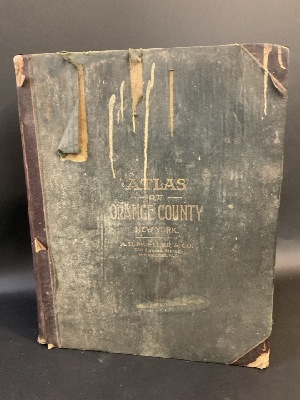 ATLAS
OF
ORANGE COUNTY
NEW YORK.
A.H. MUELLER & CO.